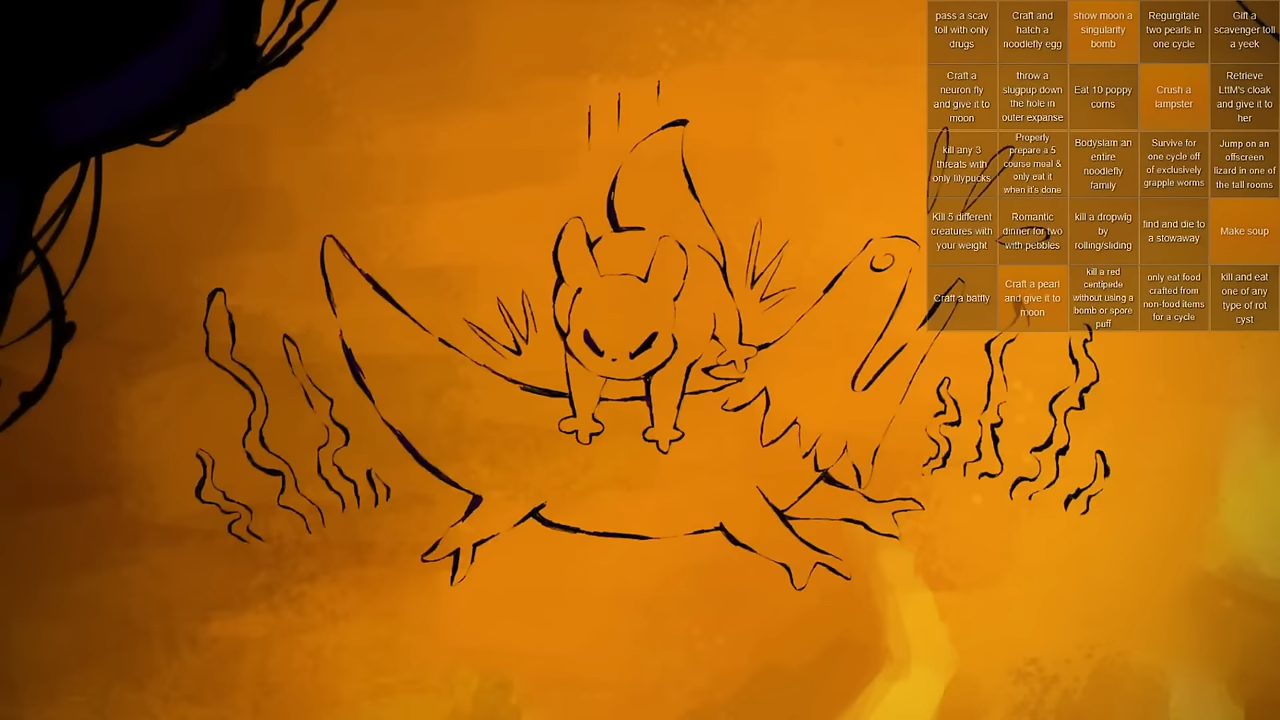 pass a scav
toll with only
drugs
Craft and
hatch a
noodlefly egg
show moon a
singularity
bomb
Regurgitate
two pearls in
one cycle
Gift a
scavenger toll
a yeek
Craft a
neuron fly
and give it to
moon
throw a
slugpup down
the hole in
outer expanse
Eat 10 poppy
corns
Crush a
lampster
Retrieve
LttM's cloak
and give it to
her
kill any 3
threats with
only lilypucks
Properly
prepare a 5
course meal &
only eat it
when it's done
Bodyslam an
entire
noodlefly
family
Survive for
one cycle off
of exclusively
grapple worms
Jump on an
offscreen
lizard in one of
the tall rooms
Kill 5 different
creatures with
your weight
Romantic
dinner for two
with pebbles
kill a dropwig
by
rolling/sliding
find and die to
a stowaway
Make soup
Craft a batfly
Craft a pearl
and give it to
moon
kill a red
centipede
without using a
bomb or spore
puff
only eat food
crafted from
non-food items
for a cycle
kill and eat
one of any
type of rot
cyst